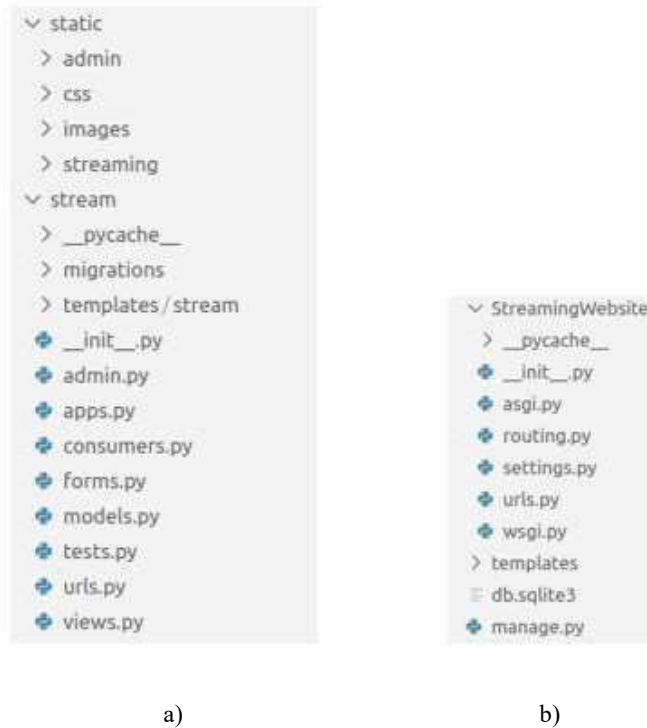 static
admin
css
images
streaming
stream
__pycache__
migrations
templates/stream
__init__.py
admin.py
apps.py
consumers.py
forms.py
models.py
tests.py
urls.py
views.py
a)
StreamingWebsite
__pycache__
__init__.py
asgi.py
routing.py
settings.py
urls.py
wsgi.py
templates
db.sqlite3
manage.py
b)